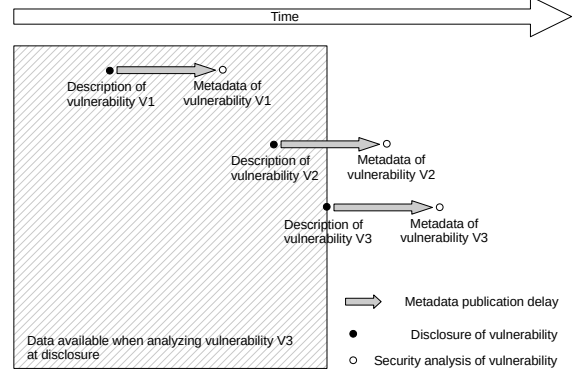 Time
Description of
vulnerability V1
Metadata of
vulnerability V1
Description of
vulnerability V2
Metadata of
vulnerability V2
Description of
vulnerability V3
Metadata of
vulnerability V3
Metadata publication delay
Disclosure of vulnerability
Security analysis of vulnerability
Data available when analyzing vulnerability V3
at disclosure